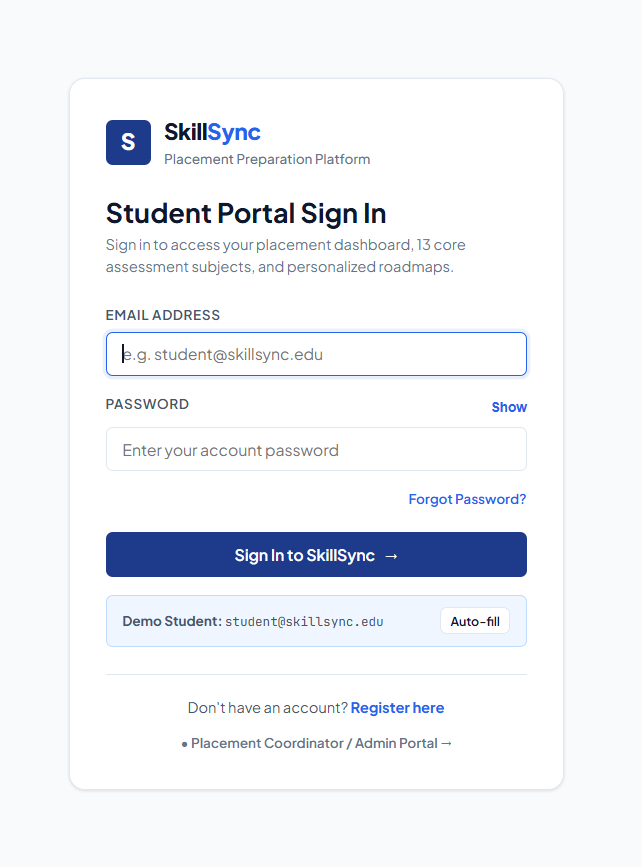 S
SkillSync
Placement Preparation Platform
Student Portal Sign In
Sign in to access your placement dashboard, 13 core
assessment subjects, and personalized roadmaps.
EMAIL ADDRESS
e.g. student@skillsync.edu
PASSWORD
Show
Enter your account password
Forgot Password?
Sign In to SkillSync →
Demo Student: student@skillsync.edu
Auto-fill
Don't have an account? Register here
• Placement Coordinator / Admin Portal →